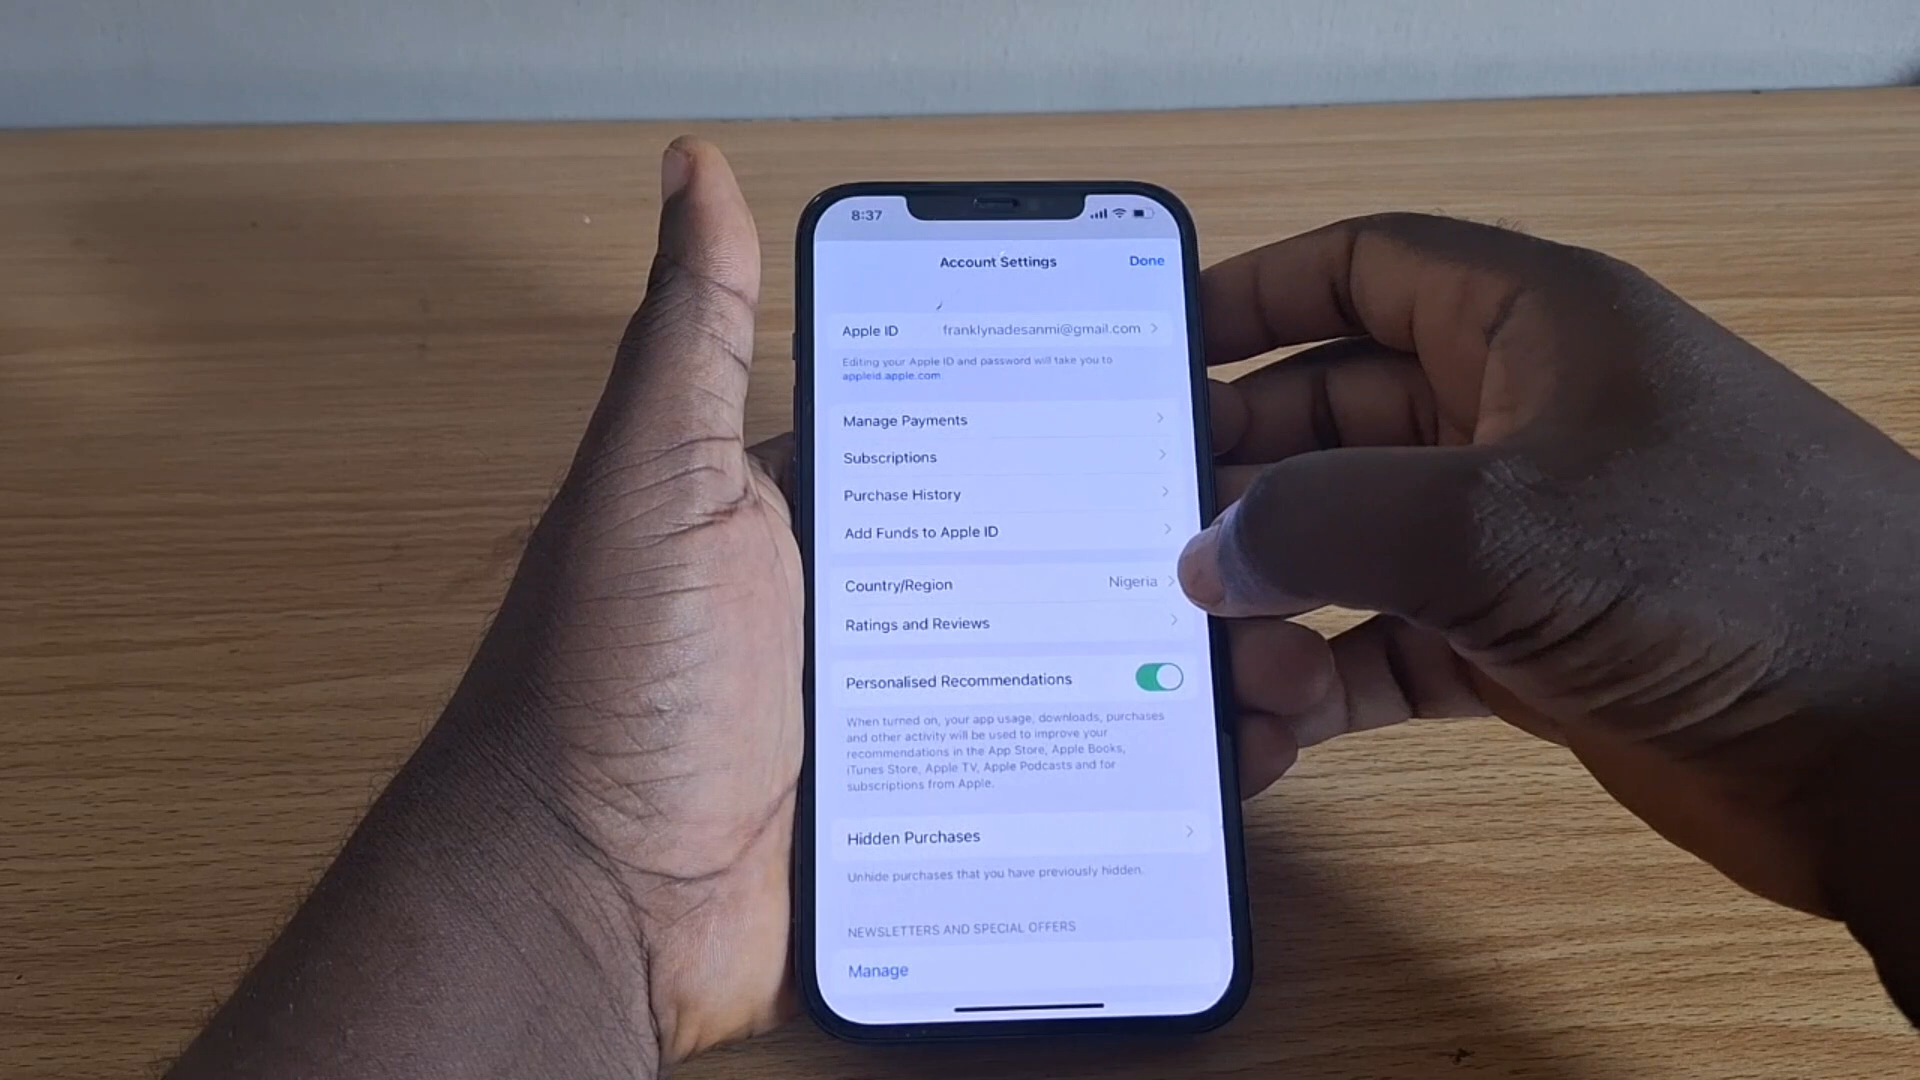 8:37
Account Settings
Done
Apple ID
franklynadesanmi@gmail.com
Editing your Apple ID and password will take you to
appleid.apple.com.
Manage Payments
Subscriptions
Purchase History
Add Funds to Apple ID
Country/Region
Nigeria
Ratings and Reviews
Personalised Recommendations
When turned on, your app usage, downloads, purchases
and other activity will be used to improve your
recommendations in the App Store, Apple Books,
iTunes Store, Apple TV, Apple Podcasts and for
subscriptions from Apple.
Hidden Purchases
Unhide purchases that you have previously hidden.
NEWSLETTERS AND SPECIAL OFFERS
Manage